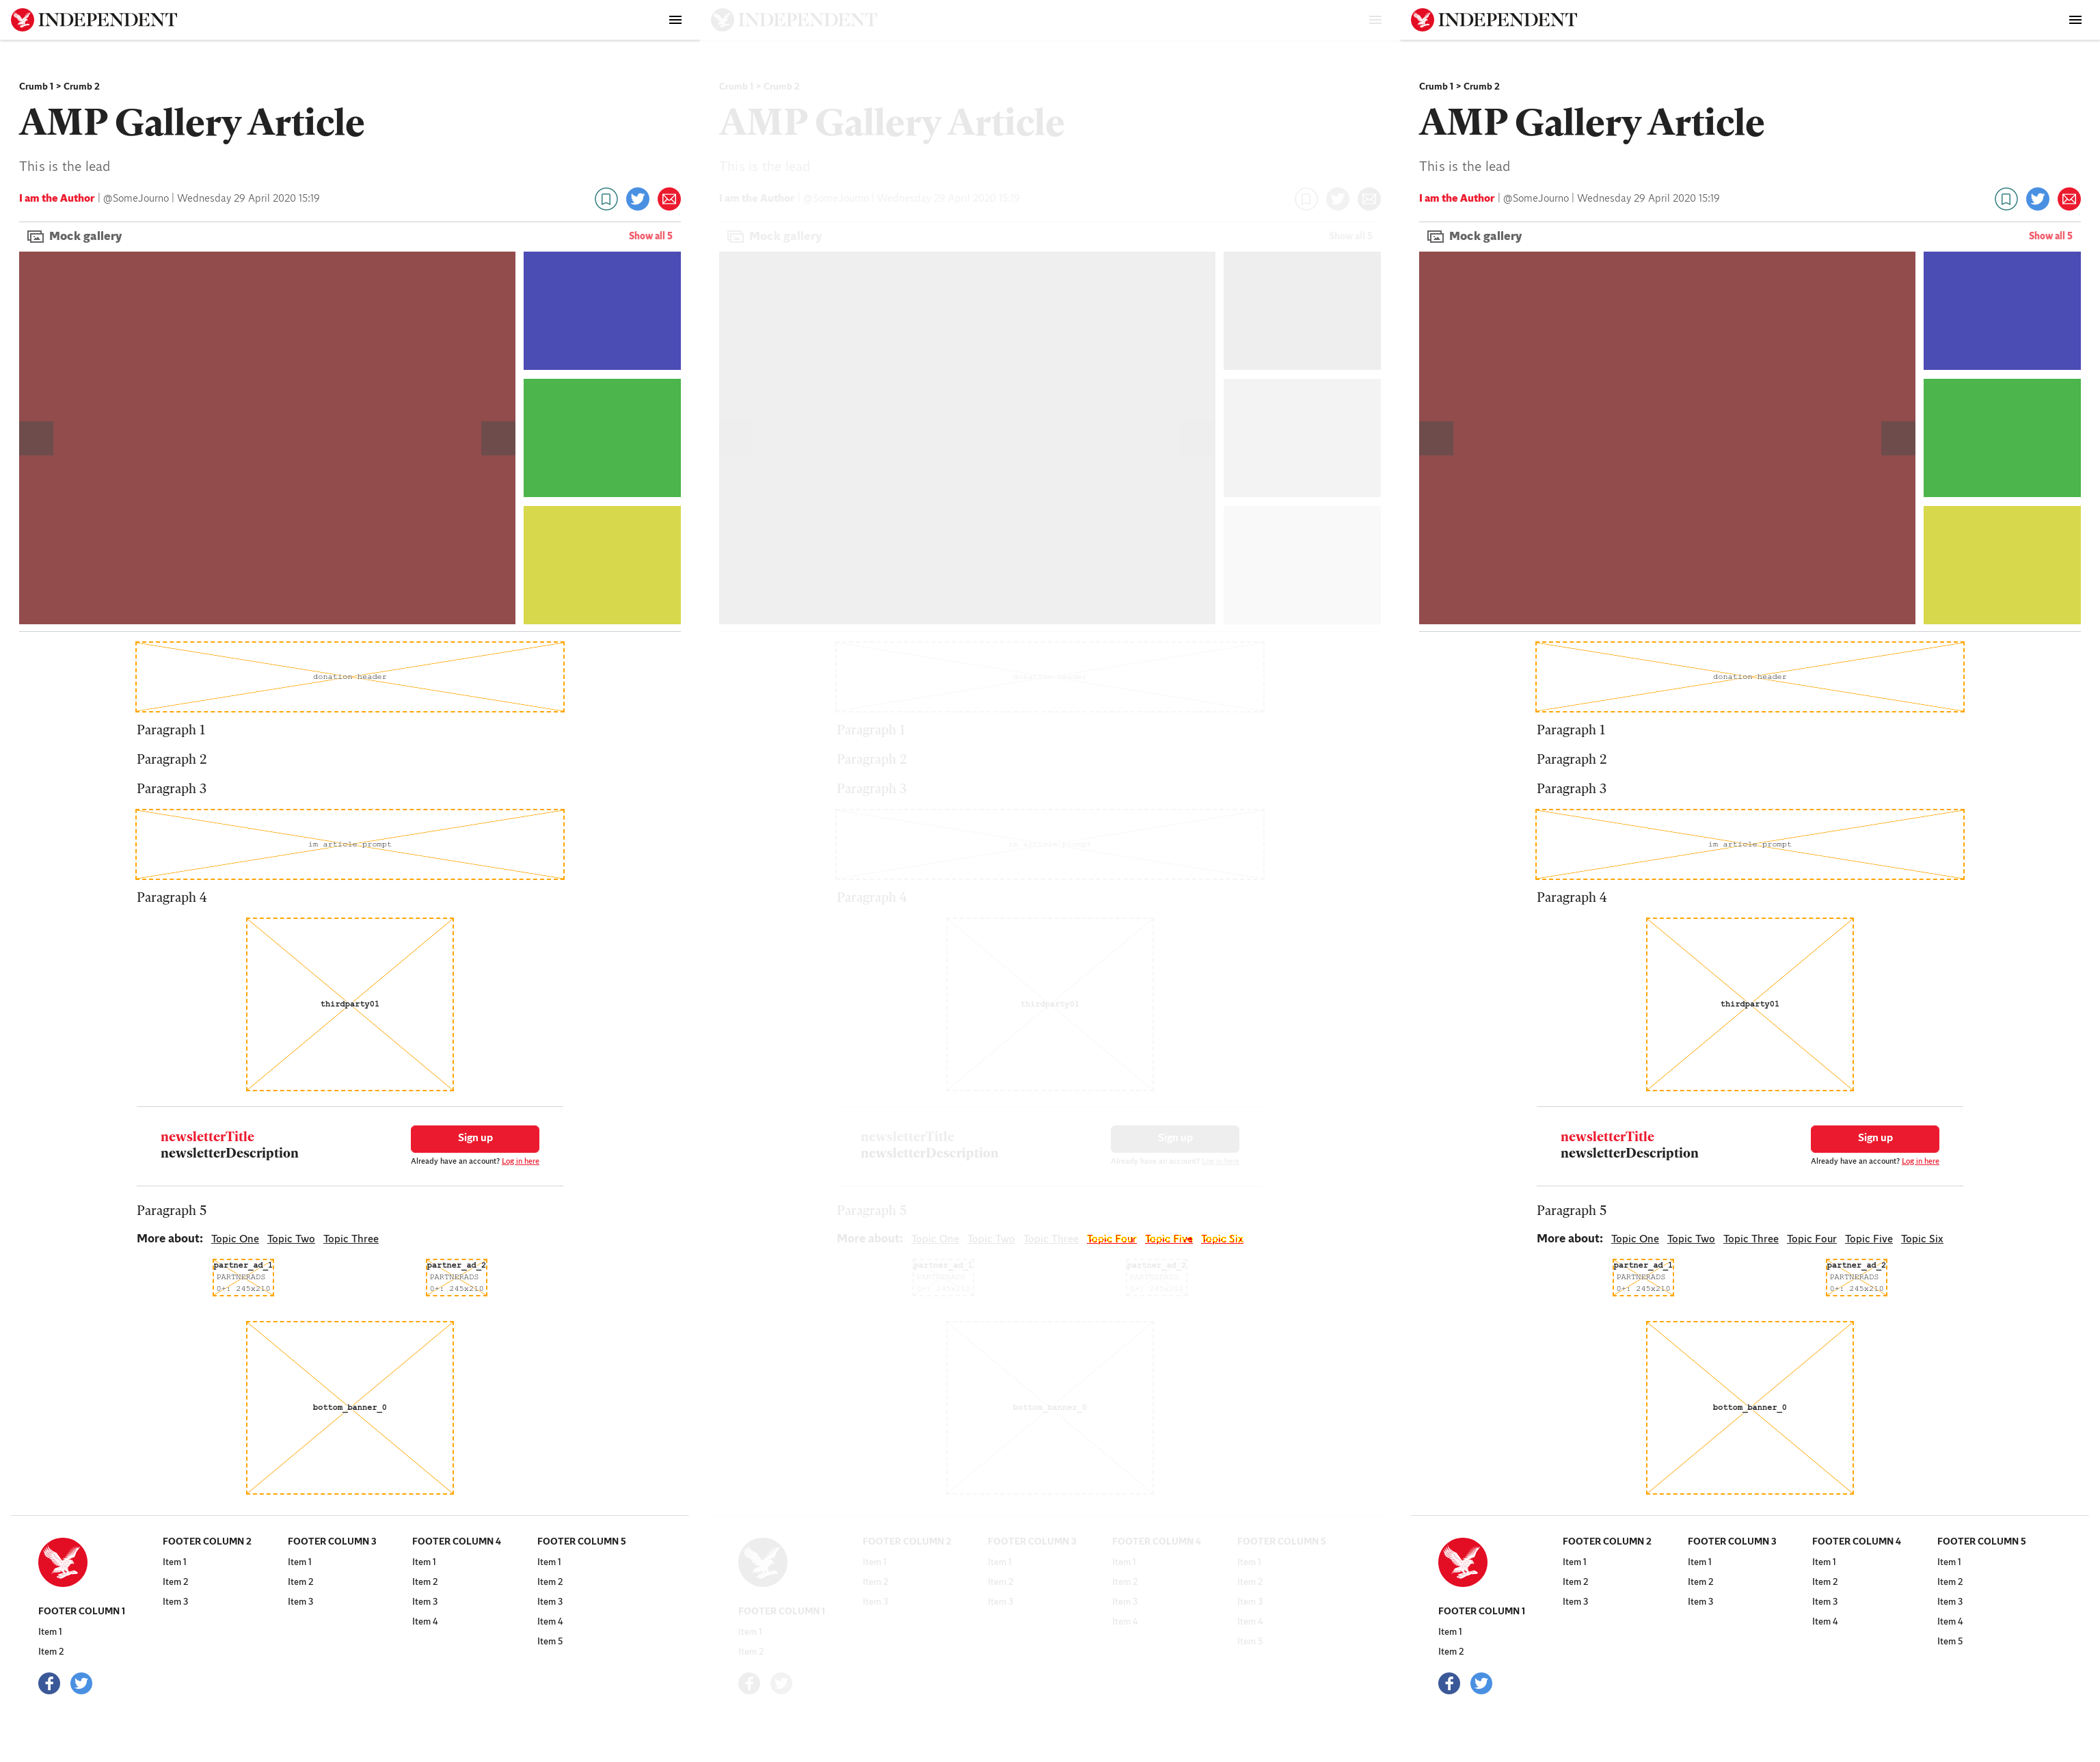 INDEPENDENT
Crumb 1 > Crumb 2
AMP Gallery Article
This is the lead
I am the Author | @SomeJourno | Wednesday 29 April 2020 15:19
Mock gallery
Show all 5
donation header
Paragraph 1
Paragraph 2
Paragraph 3
im article prompt
Paragraph 4
thirdparty01
newsletterTitle
newsletterDescription
Sign up
Already have an account? Log in here
Paragraph 5
More about: Topic One Topic Two Topic Three
partner_ad_1
PARTNERADS
0+: 245x210
partner_ad_2
PARTNERADS
0+: 245x210
bottom_banner_0
FOOTER COLUMN 1
Item 1
Item 2
FOOTER COLUMN 2
Item 1
Item 2
Item 3
FOOTER COLUMN 3
Item 1
Item 2
Item 3
FOOTER COLUMN 4
Item 1
Item 2
Item 3
Item 4
FOOTER COLUMN 5
Item 1
Item 2
Item 3
Item 4
Item 5
INDEPENDENT
Crumb 1 > Crumb 2
AMP Gallery Article
This is the lead
I am the Author | @SomeJourno | Wednesday 29 April 2020 15:19
Mock gallery
Show all 5
donation header
Paragraph 1
Paragraph 2
Paragraph 3
im article prompt
Paragraph 4
thirdparty01
newsletterTitle
newsletterDescription
Sign up
Already have an account? Log in here
Paragraph 5
More about: Topic One Topic Two Topic Three Topic Four Topic Five Topic Six
partner_ad_1
PARTNERADS
0+: 245x210
partner_ad_2
PARTNERADS
0+: 245x210
bottom_banner_0
FOOTER COLUMN 1
Item 1
Item 2
FOOTER COLUMN 2
Item 1
Item 2
Item 3
FOOTER COLUMN 3
Item 1
Item 2
Item 3
FOOTER COLUMN 4
Item 1
Item 2
Item 3
Item 4
FOOTER COLUMN 5
Item 1
Item 2
Item 3
Item 4
Item 5
INDEPENDENT
Crumb 1 > Crumb 2
AMP Gallery Article
This is the lead
I am the Author | @SomeJourno | Wednesday 29 April 2020 15:19
Mock gallery
Show all 5
donation header
Paragraph 1
Paragraph 2
Paragraph 3
im article prompt
Paragraph 4
thirdparty01
newsletterTitle
newsletterDescription
Sign up
Already have an account? Log in here
Paragraph 5
More about: Topic One Topic Two Topic Three Topic Four Topic Five Topic Six
partner_ad_1
PARTNERADS
0+: 245x210
partner_ad_2
PARTNERADS
0+: 245x210
bottom_banner_0
FOOTER COLUMN 1
Item 1
Item 2
FOOTER COLUMN 2
Item 1
Item 2
Item 3
FOOTER COLUMN 3
Item 1
Item 2
Item 3
FOOTER COLUMN 4
Item 1
Item 2
Item 3
Item 4
FOOTER COLUMN 5
Item 1
Item 2
Item 3
Item 4
Item 5